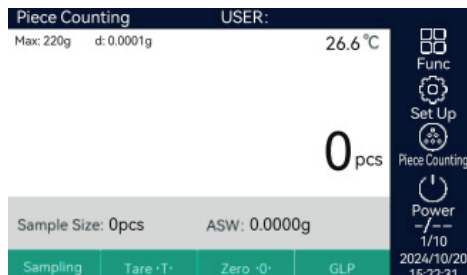 Piece Counting USER:
Max: 220g d: 0.0001g 26.6°C
Func
Set Up
0 pcs
Piece Counting
Power
-/--
1/10
Sample Size: 0pcs ASW: 0.0000g
2024/10/20
15:22:31
Sampling Tare ·T· Zero ·0· GLP